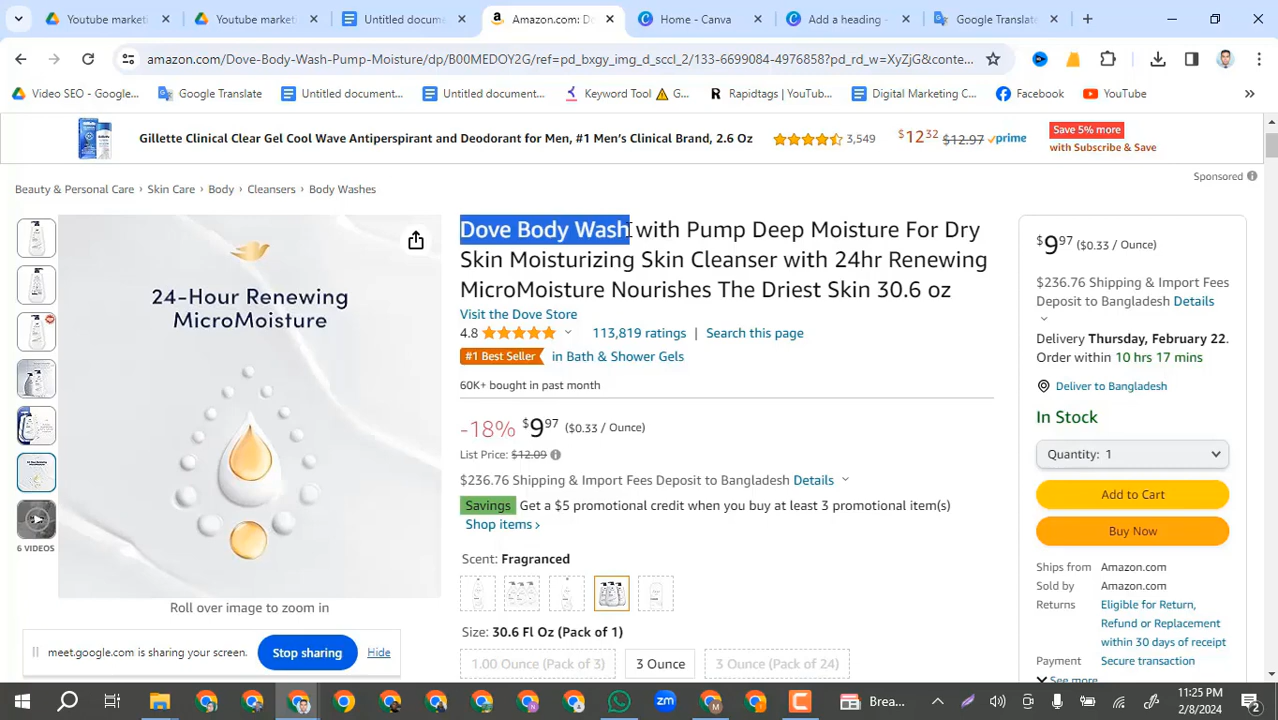 Youtube market
Youtube market
Untitled docume
Amazon.com: Do
Home - Canva
Add a heading -
Google Translate
amazon.com/Dove-Body-Wash-Pump-Moisture/dp/B00MEDOY2G/ref=pd_bxgy_img_d_sccl_2/133-6699084-4976858?pd_rd_w=XyZjG&conte...
Video SEO - Google...
Google Translate
Untitled document...
Untitled document...
Keyword Tool ⚠ G...
Rapidtags | YouTub...
Digital Marketing C...
Facebook
YouTube
»
Gillette Clinical Clear Gel Cool Wave Antiperspirant and Deodorant for Men, #1 Men's Clinical Brand, 2.6 Oz
3,549
$12.32 $12.97 prime
Save 5% more
with Subscribe & Save
Sponsored
Beauty & Personal Care › Skin Care › Body › Cleansers › Body Washes
24-Hour Renewing
MicroMoisture
6 VIDEOS
Roll over image to zoom in
Dove Body Wash with Pump Deep Moisture For Dry
Skin Moisturizing Skin Cleanser with 24hr Renewing
MicroMoisture Nourishes The Driest Skin 30.6 oz
Visit the Dove Store
4.8 113,819 ratings | Search this page
#1 Best Seller in Bath & Shower Gels
60K+ bought in past month
-18% $9.97 ($0.33 / Ounce)
List Price: $12.09
$236.76 Shipping & Import Fees Deposit to Bangladesh Details
Savings Get a $5 promotional credit when you buy at least 3 promotional item(s)
Shop items ›
Scent: Fragranced
Size: 30.6 Fl Oz (Pack of 1)
1.00 Ounce (Pack of 3)
3 Ounce
3 Ounce (Pack of 24)
$9.97 ($0.33 / Ounce)
$236.76 Shipping & Import Fees
Deposit to Bangladesh Details
Delivery Thursday, February 22.
Order within 10 hrs 17 mins
Deliver to Bangladesh
In Stock
Quantity: 1
Add to Cart
Buy Now
Ships from Amazon.com
Sold by Amazon.com
Returns Eligible for Return,
Refund or Replacement
within 30 days of receipt
Payment Secure transaction
See more
meet.google.com is sharing your screen.
Stop sharing
Hide
Brea...
11:25 PM
2/8/2024